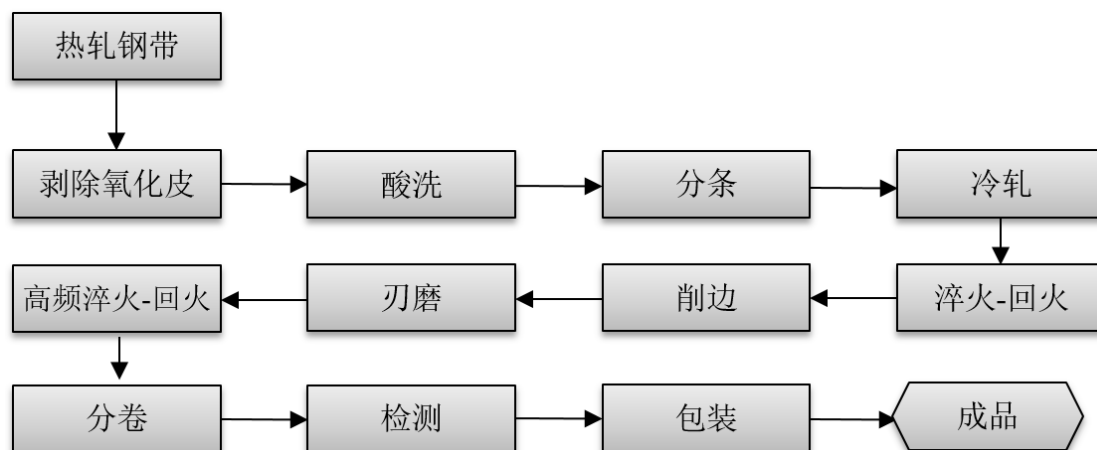 热轧钢带
剥除氧化皮
酸洗
分条
冷轧
淬火-回火
削边
刃磨
高频淬火-回火
分卷
检测
包装
成品